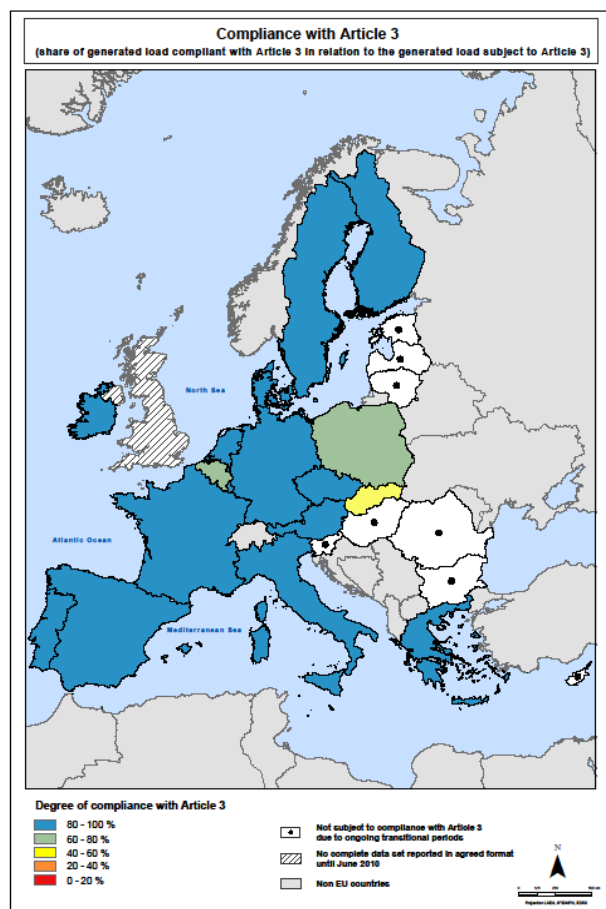 Compliance with Article 3
(share of generated load compliant with Article 3 in relation to the generated load subject to Article 3)
North Sea
Atlantic Ocean
Mediterranean Sea
Degree of compliance with Article 3
80 - 100 %
60 - 80 %
40 - 60 %
20 - 40 %
0 - 20 %
Not subject to compliance with Article 3
due to ongoing transitional periods
No complete data set reported in agreed format
until June 2010
Non EU countries
N